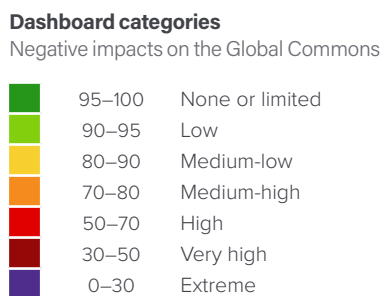 Dashboard categories
Negative impacts on the Global Commons
95–100 None or limited
90–95 Low
80–90 Medium-low
70–80 Medium-high
50–70 High
30–50 Very high
0–30 Extreme